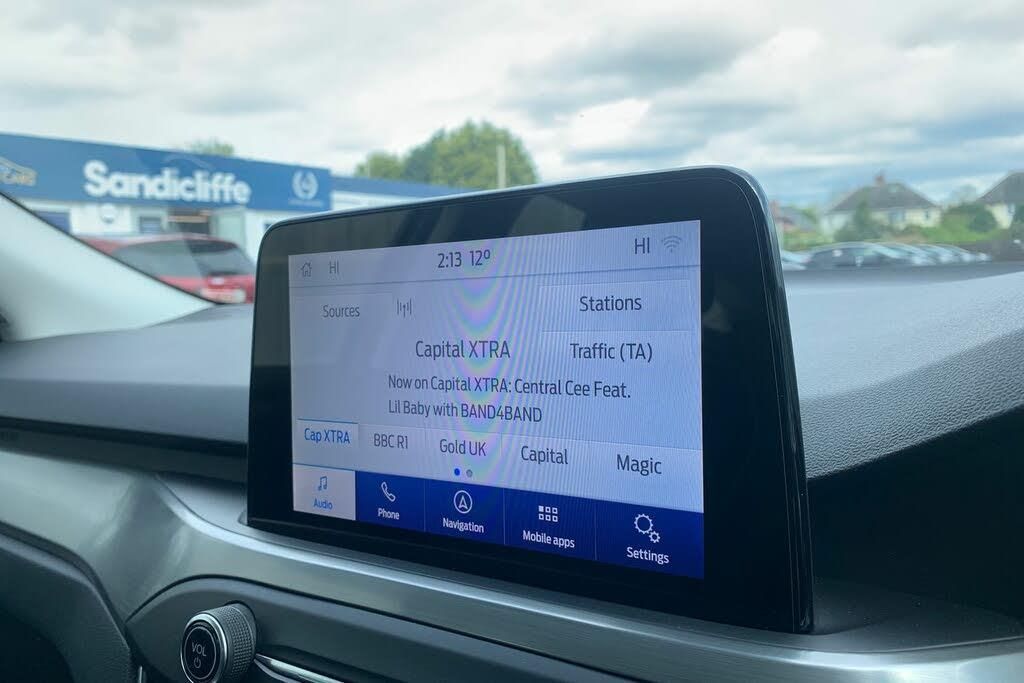 Sandicliffe
HI
2:13 12º
HI
Sources
Stations
Capital XTRA
Traffic (TA)
Now on Capital XTRA: Central Cee Feat.
Lil Baby with BAND4BAND
Cap XTRA
BBC R1
Gold UK
Capital
Magic
Audio
Phone
Navigation
Mobile apps
Settings
VOL